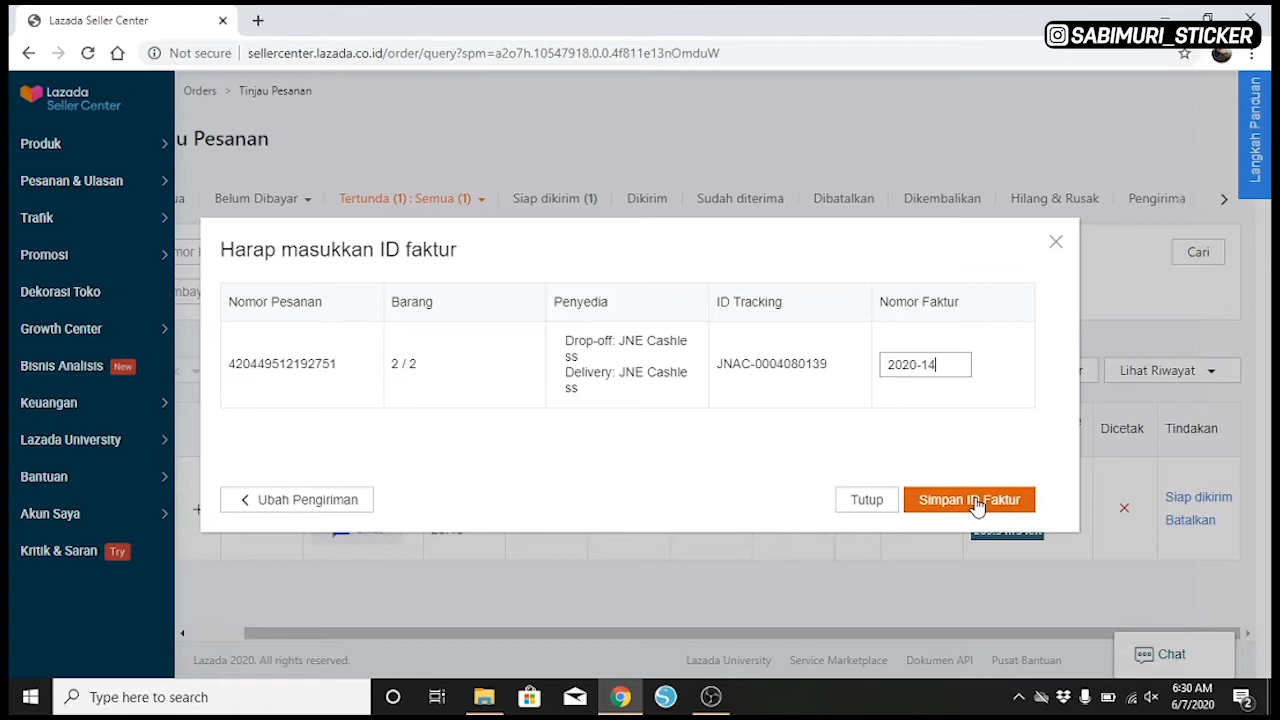 Lazada Seller Center
SABIMURI_STICKER
Not secure
sellercenter.lazada.co.id/order/query?spm=a2o7h.10547918.0.0.4f811e13nOmduW
Lazada
Seller Center
Orders > Tinjau Pesanan
Langkah Panduan
u Pesanan
Produk
Pesanan & Ulasan
Trafik
Promosi
Dekorasi Toko
Growth Center
Bisnis Analisis New
Keuangan
Lazada University
Bantuan
Akun Saya
Kritik & Saran Try
ua
Belum Dibayar
Tertunda (1) : Semua (1)
Siap dikirim (1)
Dikirim
Sudah diterima
Dibatalkan
Dikembalikan
Hilang & Rusak
Pengirima
Cari
Harap masukkan ID faktur
Nomor Pesanan
Barang
Penyedia
ID Tracking
Nomor Faktur
420449512192751
2 / 2
Drop-off: JNE Cashle
ss
Delivery: JNE Cashle
ss
JNAC-0004080139
2020-14
Lihat Riwayat
Dicetak
Tindakan
Siap dikirim
Batalkan
Ubah Pengiriman
Tutup
Simpan ID Faktur
Lazada 2020. All rights reserved.
Lazada University
Service Marketplace
Dokumen API
Pusat Bantuan
Chat
Type here to search
6:30 AM
6/7/2020
2